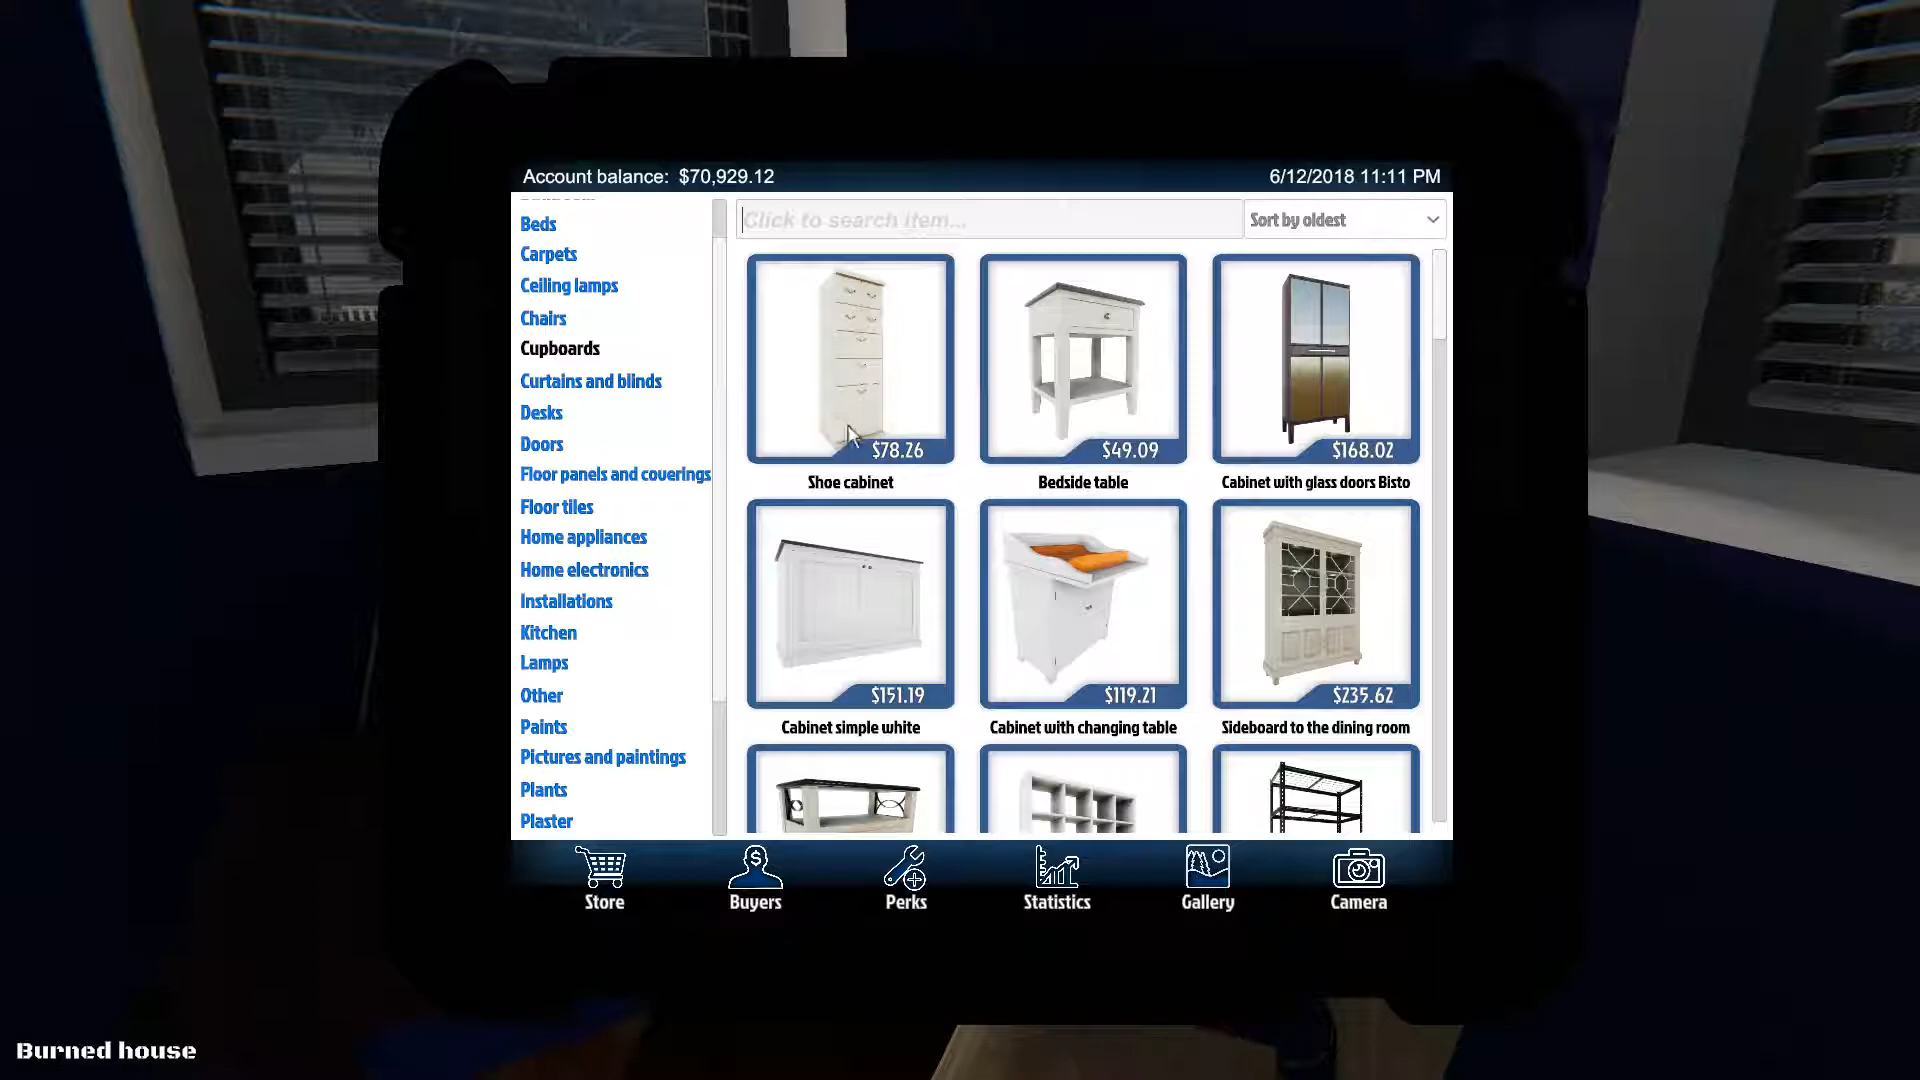 Account balance: $70,929.12
6/12/2018 11:11 PM
Beds
Carpets
Ceiling lamps
Chairs
Cupboards
Curtains and blinds
Desks
Doors
Floor panels and coverings
Floor tiles
Home appliances
Home electronics
Installations
Kitchen
Lamps
Other
Paints
Pictures and paintings
Plants
Plaster
Click to search item...
Sort by oldest
$78.26
$49.09
$168.02
Shoe cabinet
Bedside table
Cabinet with glass doors Bisto
$151.19
$119.21
$235.62
Cabinet simple white
Cabinet with changing table
Sideboard to the dining room
Store
Buyers
Perks
Statistics
Gallery
Camera
Burned house